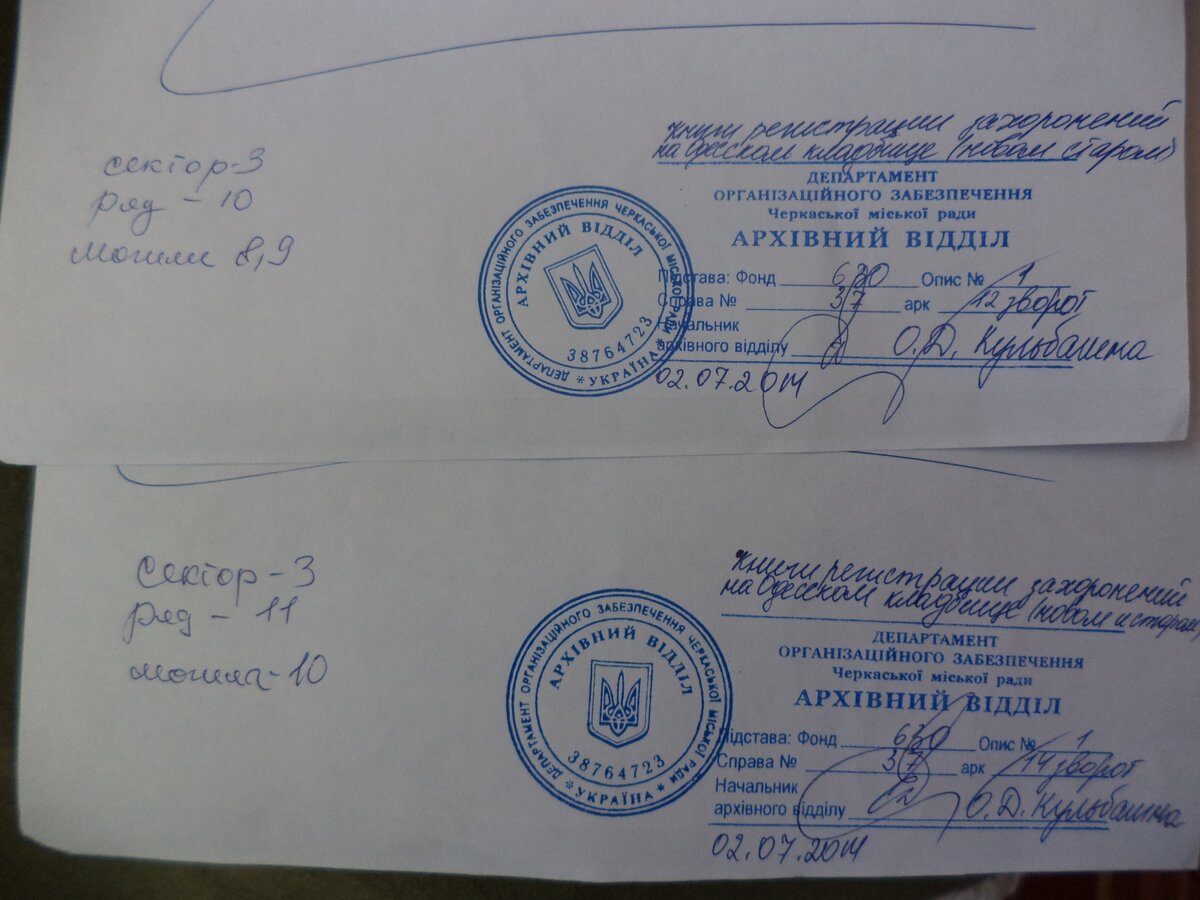 сектор-3
ряд - 10
могили 8,9
книги регистрации захоронений
на Одесском кладбище (новом старом)
ДЕПАРТАМЕНТ
ОРГАНІЗАЦІЙНОГО ЗАБЕЗПЕЧЕННЯ
Черкаської міської ради
АРХІВНИЙ ВІДДІЛ
Підстава: Фонд 630 Опис № 1
Справа № 37 арк 12 зворот
Начальник
архівного відділу О.Д. Кульбашна
02.07.2014
ДЕПАРТАМЕНТ ОРГАНІЗАЦІЙНОГО ЗАБЕЗПЕЧЕННЯ ЧЕРКАСЬКОЇ МІСЬКОЇ РАДИ
АРХІВНИЙ ВІДДІЛ
38764723
* УКРАЇНА *
сектор - 3
ряд - 11
могила-10
книги регистрации захоронений
на Одесском кладбище (новом и старом
ДЕПАРТАМЕНТ
ОРГАНІЗАЦІЙНОГО ЗАБЕЗПЕЧЕННЯ
Черкаської міської ради
АРХІВНИЙ ВІДДІЛ
Підстава: Фонд 630 Опис № 1
Справа № 37 арк 14 зворот
Начальник
архівного відділу О.Д. Кульбашна
02.07.2014
ДЕПАРТАМЕНТ ОРГАНІЗАЦІЙНОГО ЗАБЕЗПЕЧЕННЯ ЧЕРКАСЬКОЇ МІСЬКОЇ РАДИ
АРХІВНИЙ ВІДДІЛ
38764723
* УКРАЇНА *